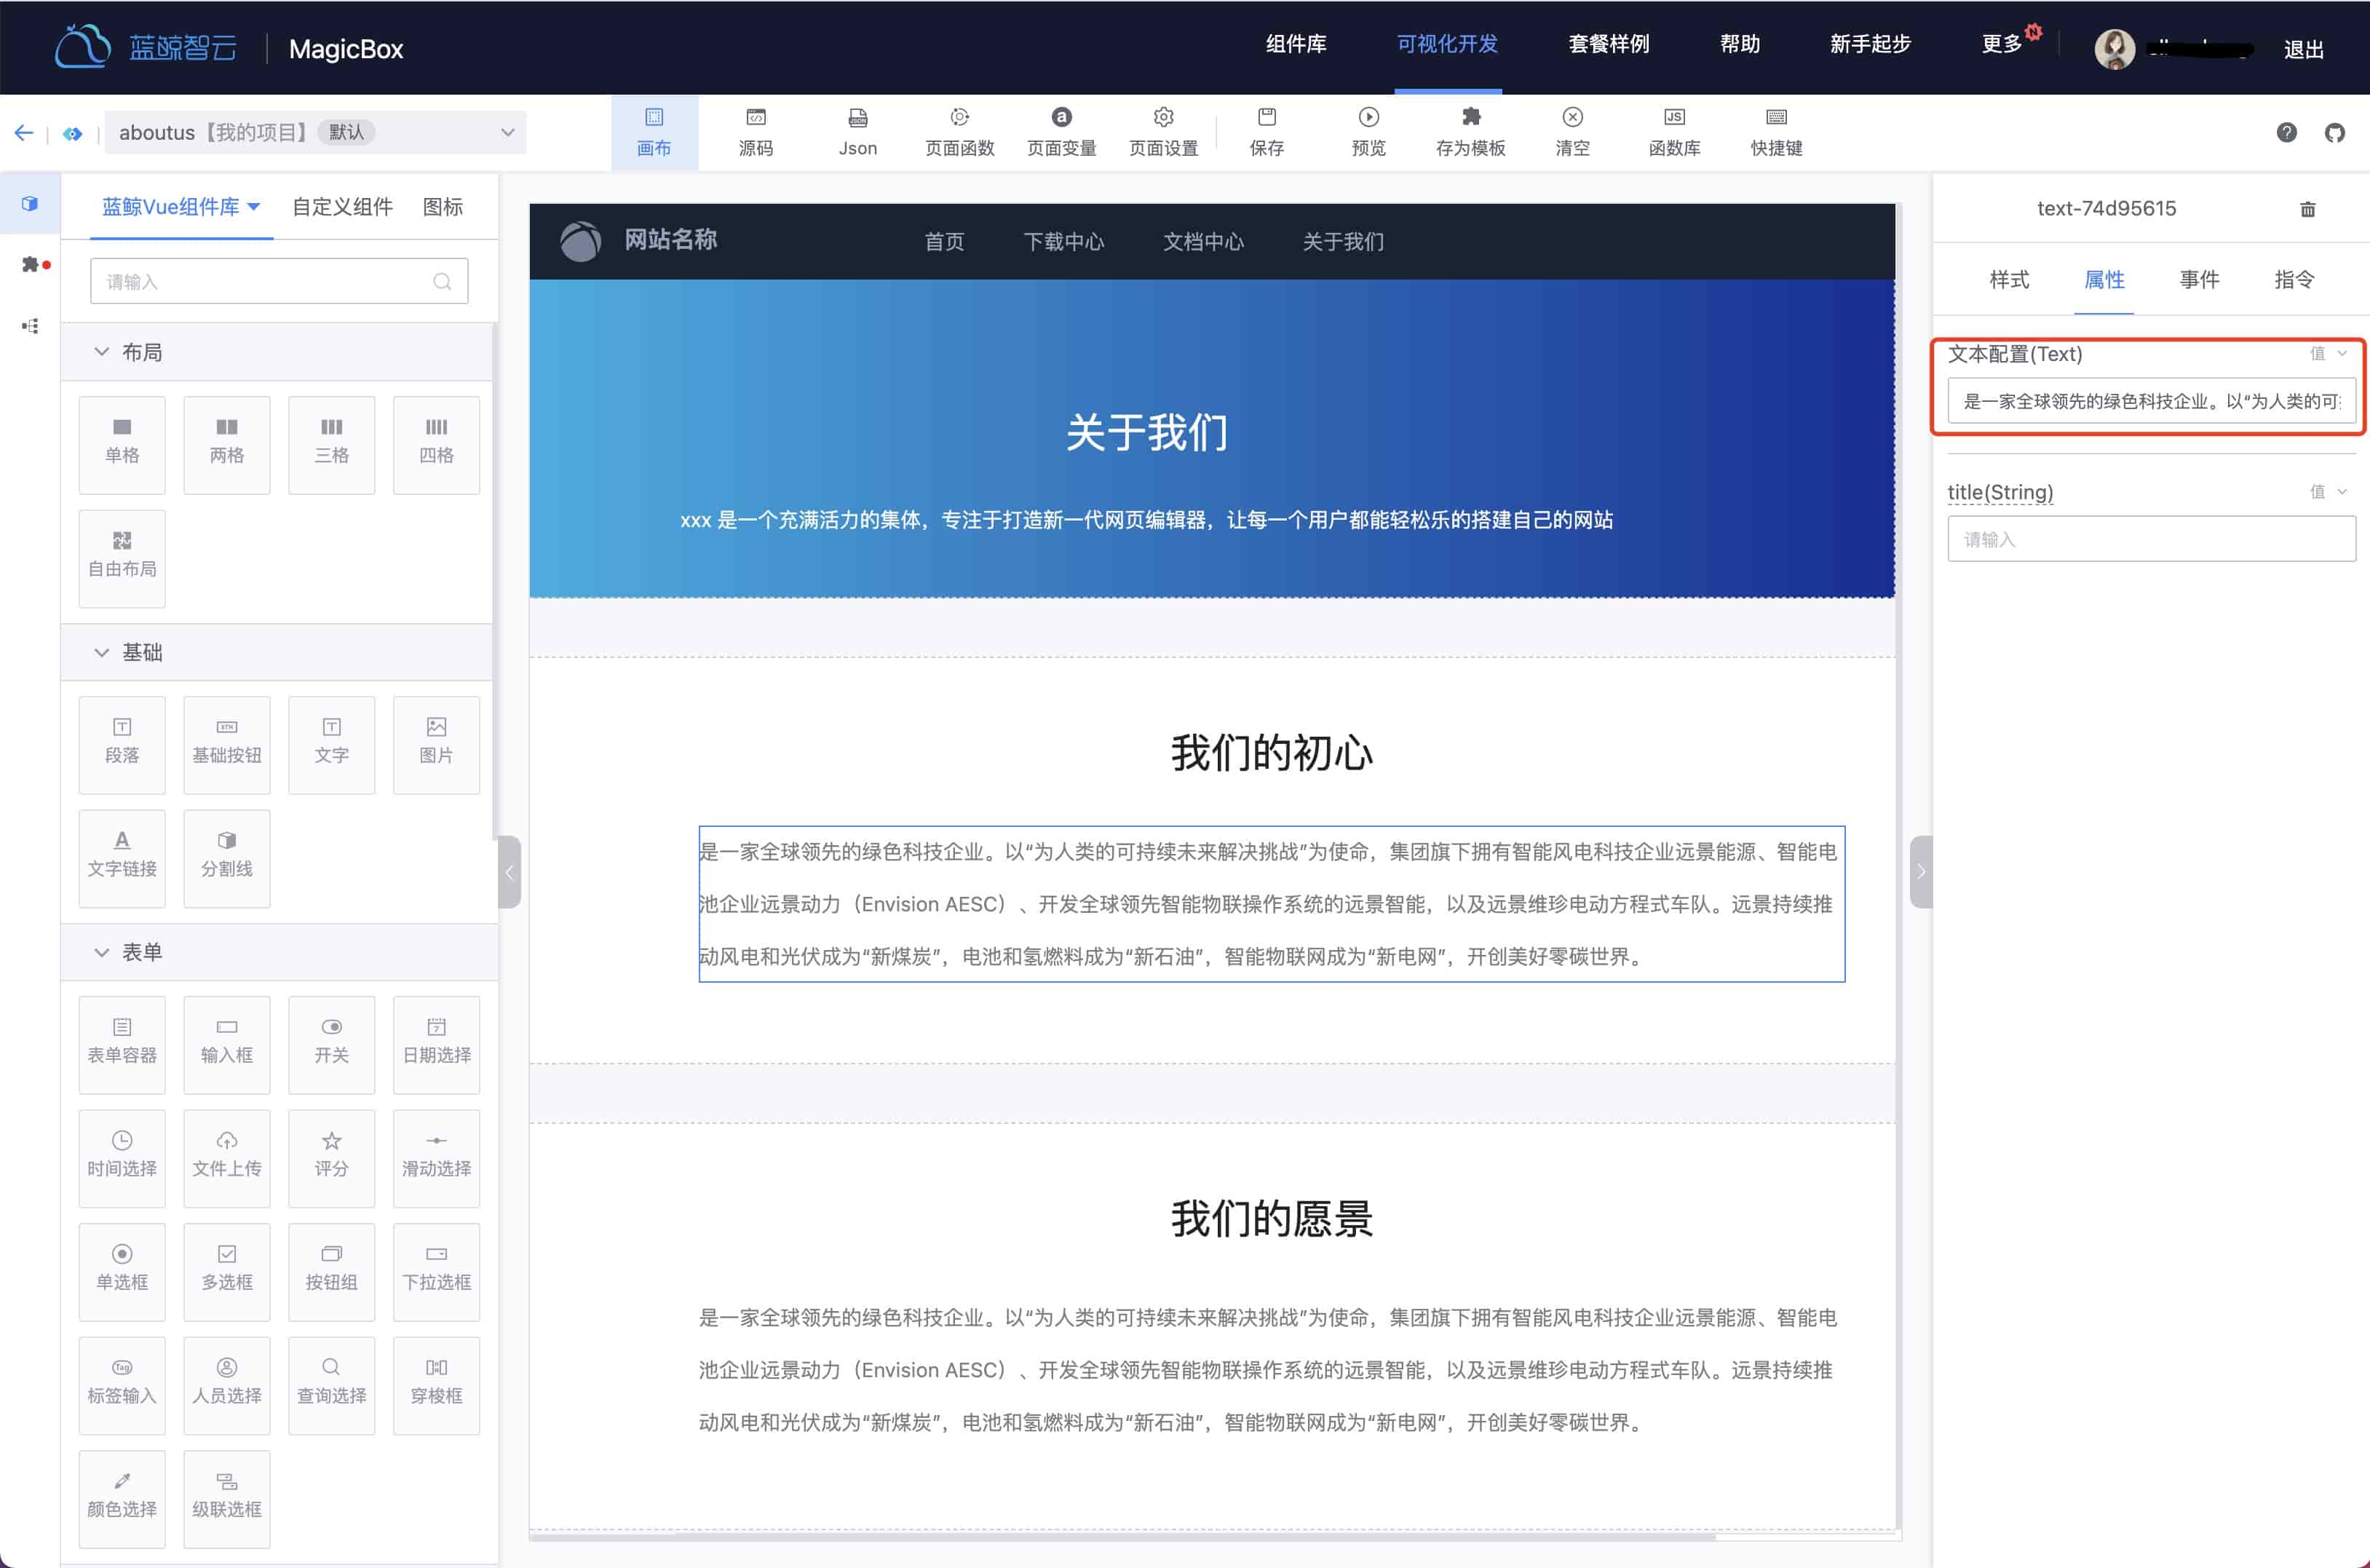 蓝鲸智云
MagicBox
组件库
可视化开发
套餐样例
帮助
新手起步
更多
N
退出
aboutus【我的项目】
默认
画布
源码
Json
页面函数
页面变量
页面设置
保存
预览
存为模板
清空
函数库
快捷键
蓝鲸Vue组件库
自定义组件
图标
请输入
布局
单格
两格
三格
四格
自由布局
基础
段落
基础按钮
文字
图片
文字链接
分割线
表单
表单容器
输入框
开关
日期选择
时间选择
文件上传
评分
滑动选择
单选框
多选框
按钮组
下拉选框
标签输入
人员选择
查询选择
穿梭框
颜色选择
级联选框
网站名称
首页
下载中心
文档中心
关于我们
关于我们
xxx 是一个充满活力的集体，专注于打造新一代网页编辑器，让每一个用户都能轻松乐的搭建自己的网站
我们的初心
是一家全球领先的绿色科技企业。以“为人类的可持续未来解决挑战”为使命，集团旗下拥有智能风电科技企业远景能源、智能电
池企业远景动力（Envision AESC）、开发全球领先智能物联操作系统的远景智能，以及远景维珍电动方程式车队。远景持续推
动风电和光伏成为“新煤炭”，电池和氢燃料成为“新石油”，智能物联网成为“新电网”，开创美好零碳世界。
我们的愿景
是一家全球领先的绿色科技企业。以“为人类的可持续未来解决挑战”为使命，集团旗下拥有智能风电科技企业远景能源、智能电
池企业远景动力（Envision AESC）、开发全球领先智能物联操作系统的远景智能，以及远景维珍电动方程式车队。远景持续推
动风电和光伏成为“新煤炭”，电池和氢燃料成为“新石油”，智能物联网成为“新电网”，开创美好零碳世界。
text-74d95615
样式
属性
事件
指令
文本配置(Text)
值
是一家全球领先的绿色科技企业。以“为人类的可
title(String)
值
请输入